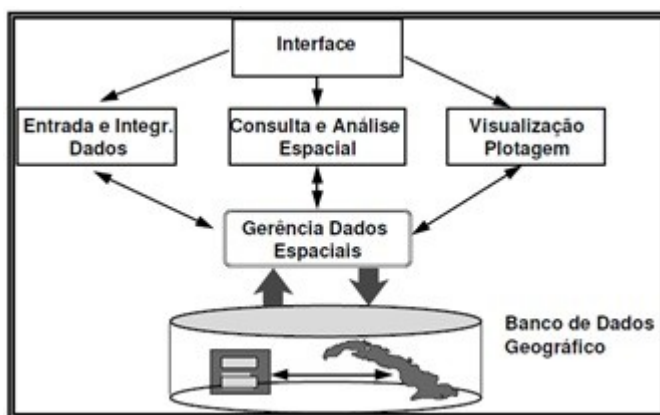 Interface
Entrada e Integr.
Dados
Consulta e Análise
Espacial
Visualização
Plotagem
Gerência Dados
Espaciais
Banco de Dados
Geográfico